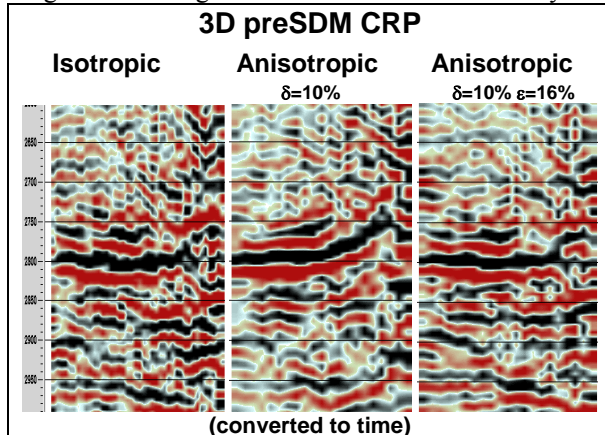 3D preSDM CRP
Isotropic Anisotropic Anisotropic
δ=10% δ=10% ε=16%
2650
2700
2750
2800
2850
2900
2950
(converted to time)